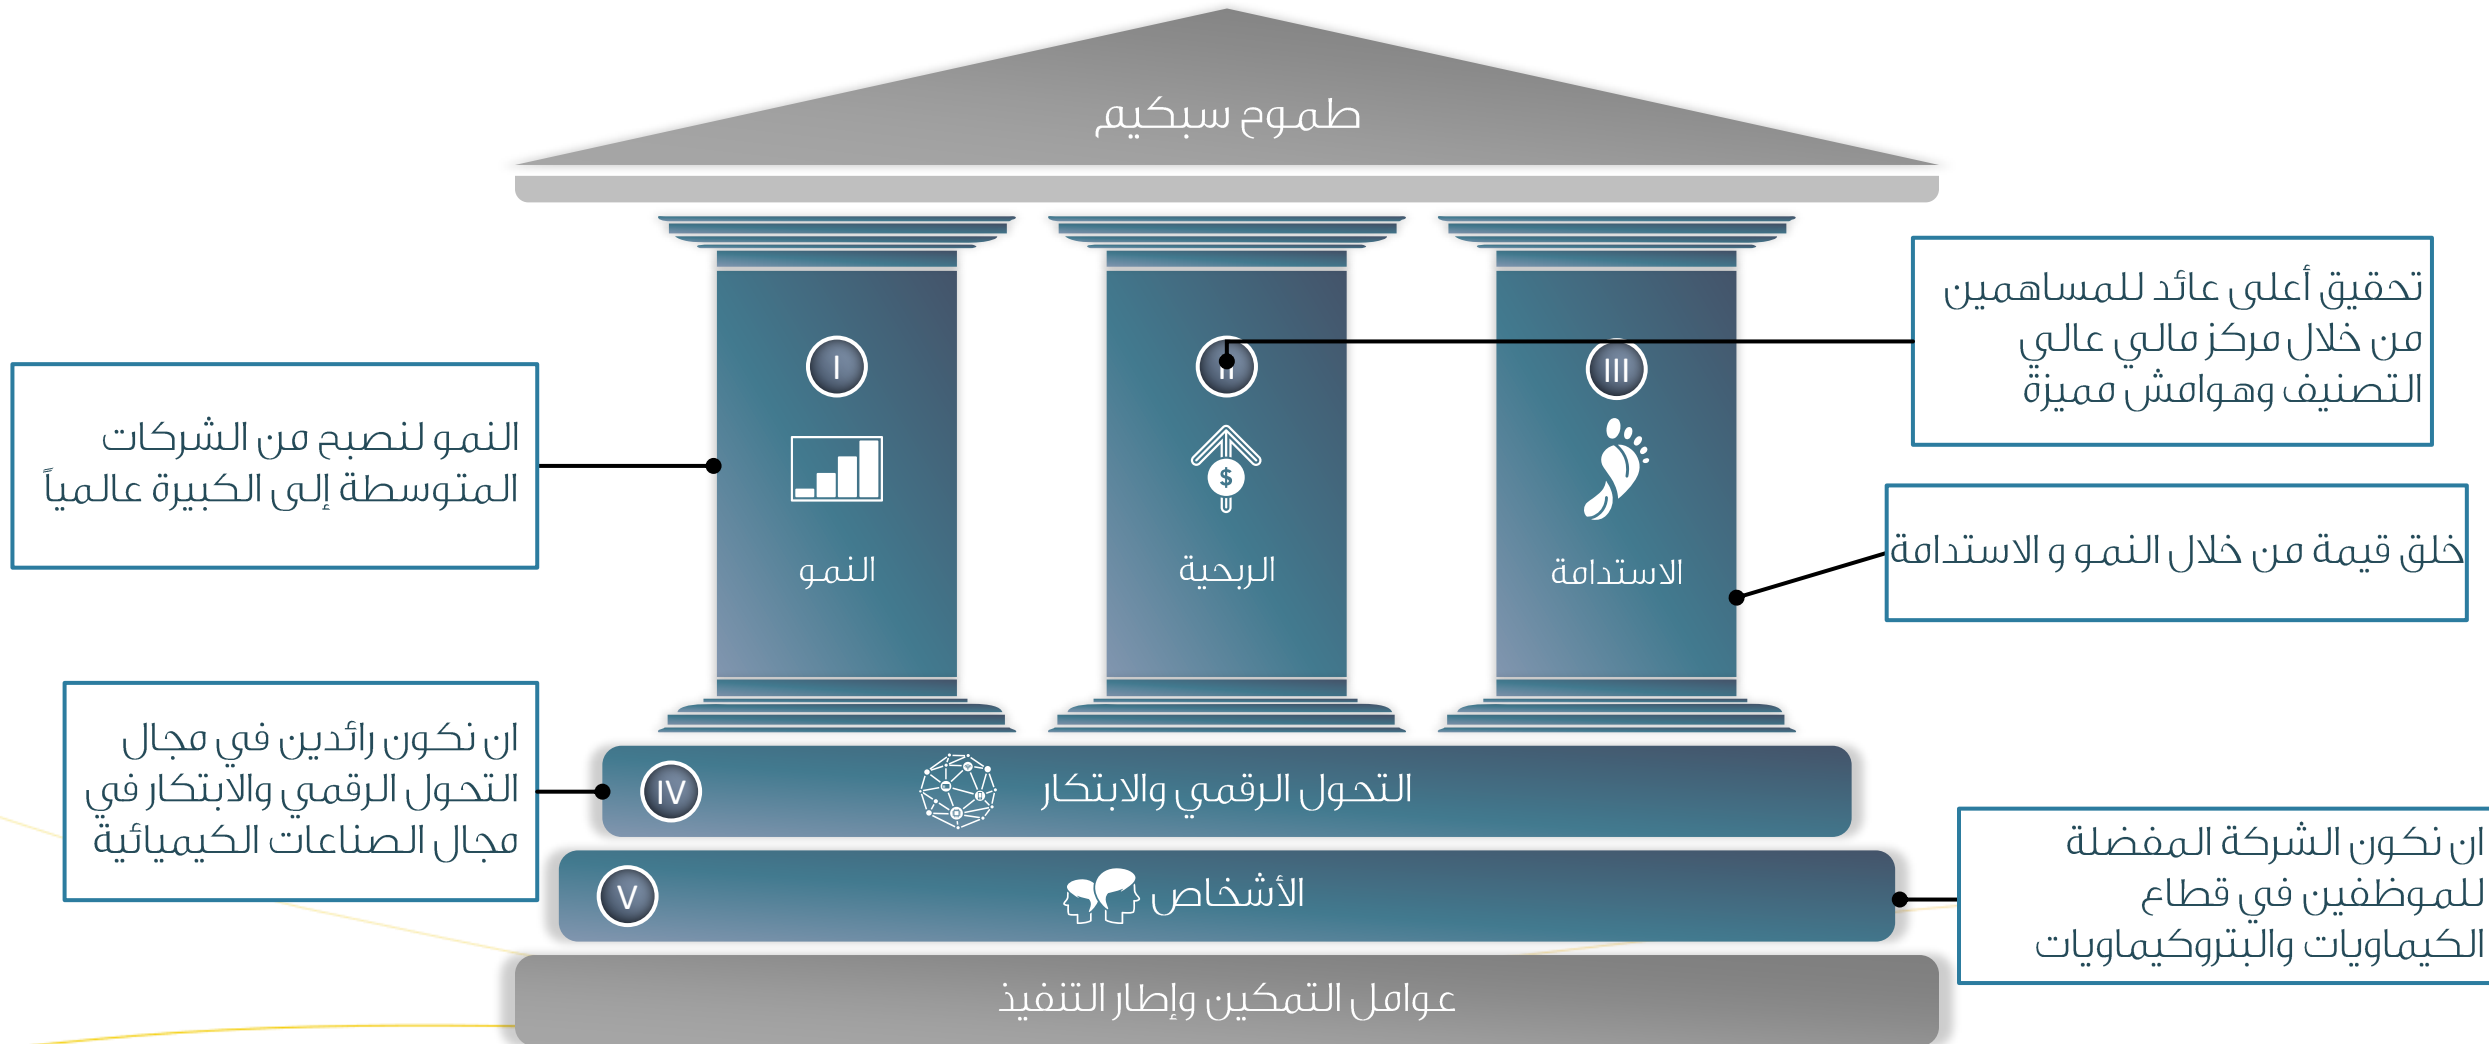 طموح سبكيم
تحقيق أعلى عائد للمساهمين
من خلال مركز مالي عالي
التصنيف وهوامش مميزة
III
II
I
النمو لنصبح من الشركات
المتوسطة إلى الكبيرة عالمياً
$
خلق قيمة من خلال النمو و الاستدامة
الاستدامة
الربحية
النمو
ان نكون رائدين في مجال
التحول الرقمي والابتكار في
مجال الصناعات الكيميائية
التحول الرقمي والابتكار
IV
ان نكون الشركة المفضلة
للموظفين في قطاع
الكيماويات والبتروكيماويات
الأشخاص
V
عوامل التمكين وإطار التنفيذ